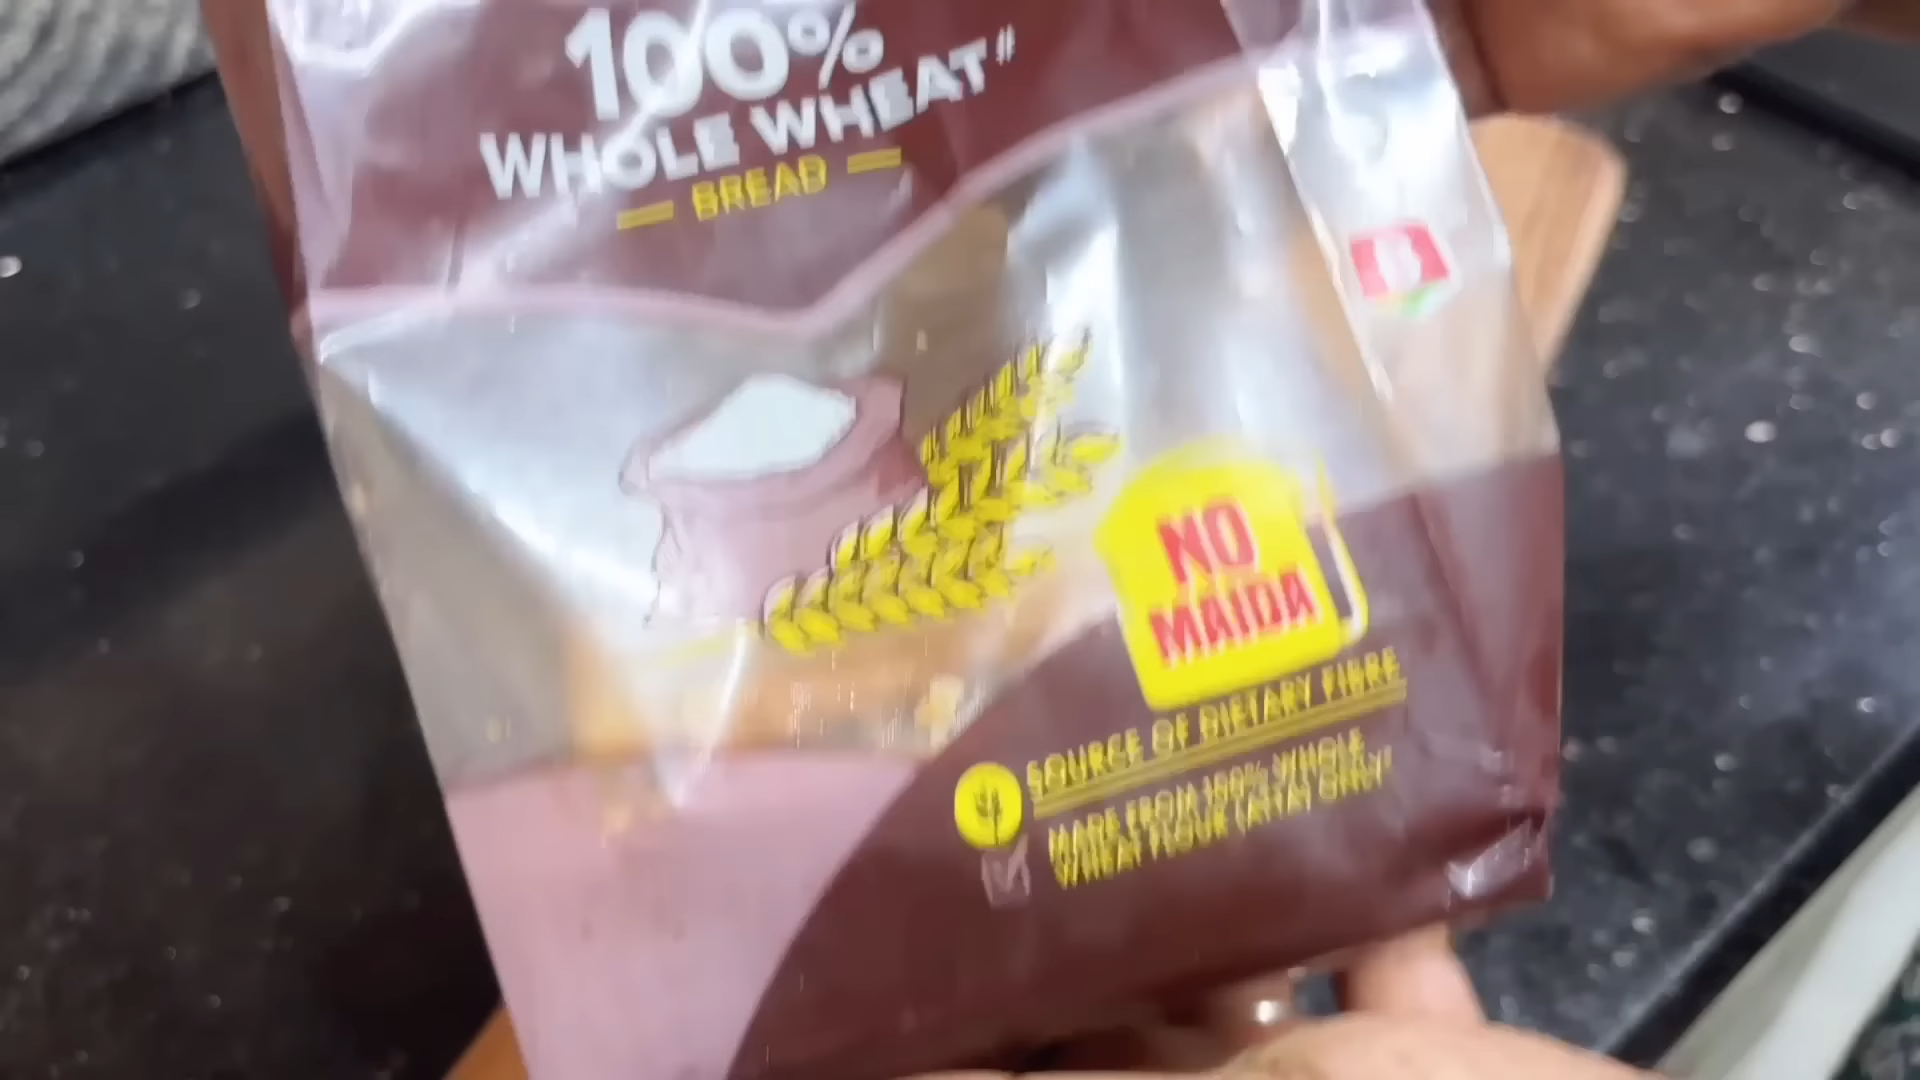 100%
WHOLE WHEAT#
BREAD
NO
MAIDA
SOURCE OF DIETARY FIBRE
MADE FROM 100% WHOLE
WHEAT FLOUR (ATTA) ONLY